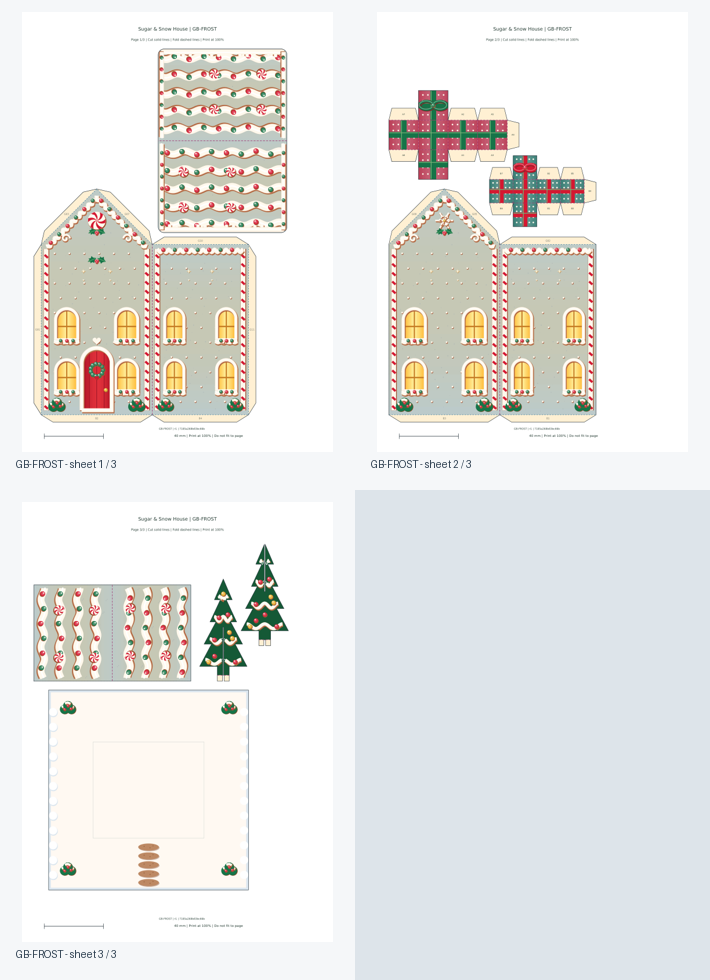 Sugar & Snow House | GB-FROST
Page 1/3 | Cut solid lines | Fold dashed lines | Print at 100%
90 mm | Print at 100% | Do not fit to page
GB-FROST - sheet 1 / 3
Sugar & Snow House | GB-FROST
Page 2/3 | Cut solid lines | Fold dashed lines | Print at 100%
90 mm | Print at 100% | Do not fit to page
GB-FROST - sheet 2 / 3
Sugar & Snow House | GB-FROST
Page 3/3 | Cut solid lines | Fold dashed lines | Print at 100%
90 mm | Print at 100% | Do not fit to page
GB-FROST - sheet 3 / 3